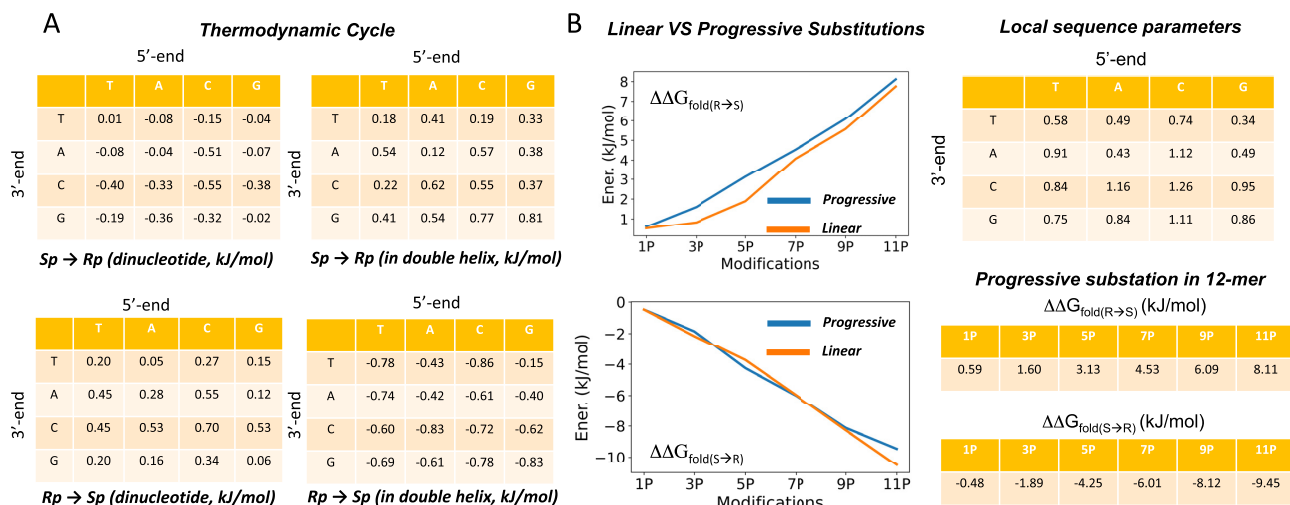 A
Thermodynamic Cycle
5’-end
5’-end
T A C G
T 0.01 -0.08 -0.15 -0.04
A -0.08 -0.04 -0.51 -0.07
C -0.40 -0.33 -0.55 -0.38
G -0.19 -0.36 -0.32 -0.02
3’-end
Sp → Rp (dinucleotide, kJ/mol)
T A C G
T 0.18 0.41 0.19 0.33
A 0.54 0.12 0.57 0.38
C 0.22 0.62 0.55 0.37
G 0.41 0.54 0.77 0.81
3’-end
Sp → Rp (in double helix, kJ/mol)
5’-end
5’-end
T A C G
T 0.20 0.05 0.27 0.15
A 0.45 0.28 0.55 0.12
C 0.45 0.53 0.70 0.53
G 0.20 0.16 0.34 0.06
3’-end
Rp → Sp (dinucleotide, kJ/mol)
T A C G
T -0.78 -0.43 -0.86 -0.15
A -0.74 -0.42 -0.61 -0.40
C -0.60 -0.83 -0.72 -0.62
G -0.69 -0.61 -0.78 -0.83
3’-end
Rp → Sp (in double helix, kJ/mol)
B
Linear VS Progressive Substitutions
ΔΔGfold(R→S)
Ener. (kJ/mol)
8
7
6
5
4
3
2
1
Progressive
Linear
1P 3P 5P 7P 9P 11P
Modifications
Ener. (kJ/mol)
0
−2
−4
−6
−8
−10
Progressive
Linear
ΔΔGfold(S→R)
1P 3P 5P 7P 9P 11P
Modifications
Local sequence parameters
5’-end
T A C G
T 0.58 0.49 0.74 0.34
A 0.91 0.43 1.12 0.49
C 0.84 1.16 1.26 0.95
G 0.75 0.84 1.11 0.86
3’-end
Progressive substation in 12-mer
ΔΔGfold(R→S) (kJ/mol)
1P 3P 5P 7P 9P 11P
0.59 1.60 3.13 4.53 6.09 8.11
ΔΔGfold(S→R) (kJ/mol)
1P 3P 5P 7P 9P 11P
-0.48 -1.89 -4.25 -6.01 -8.12 -9.45